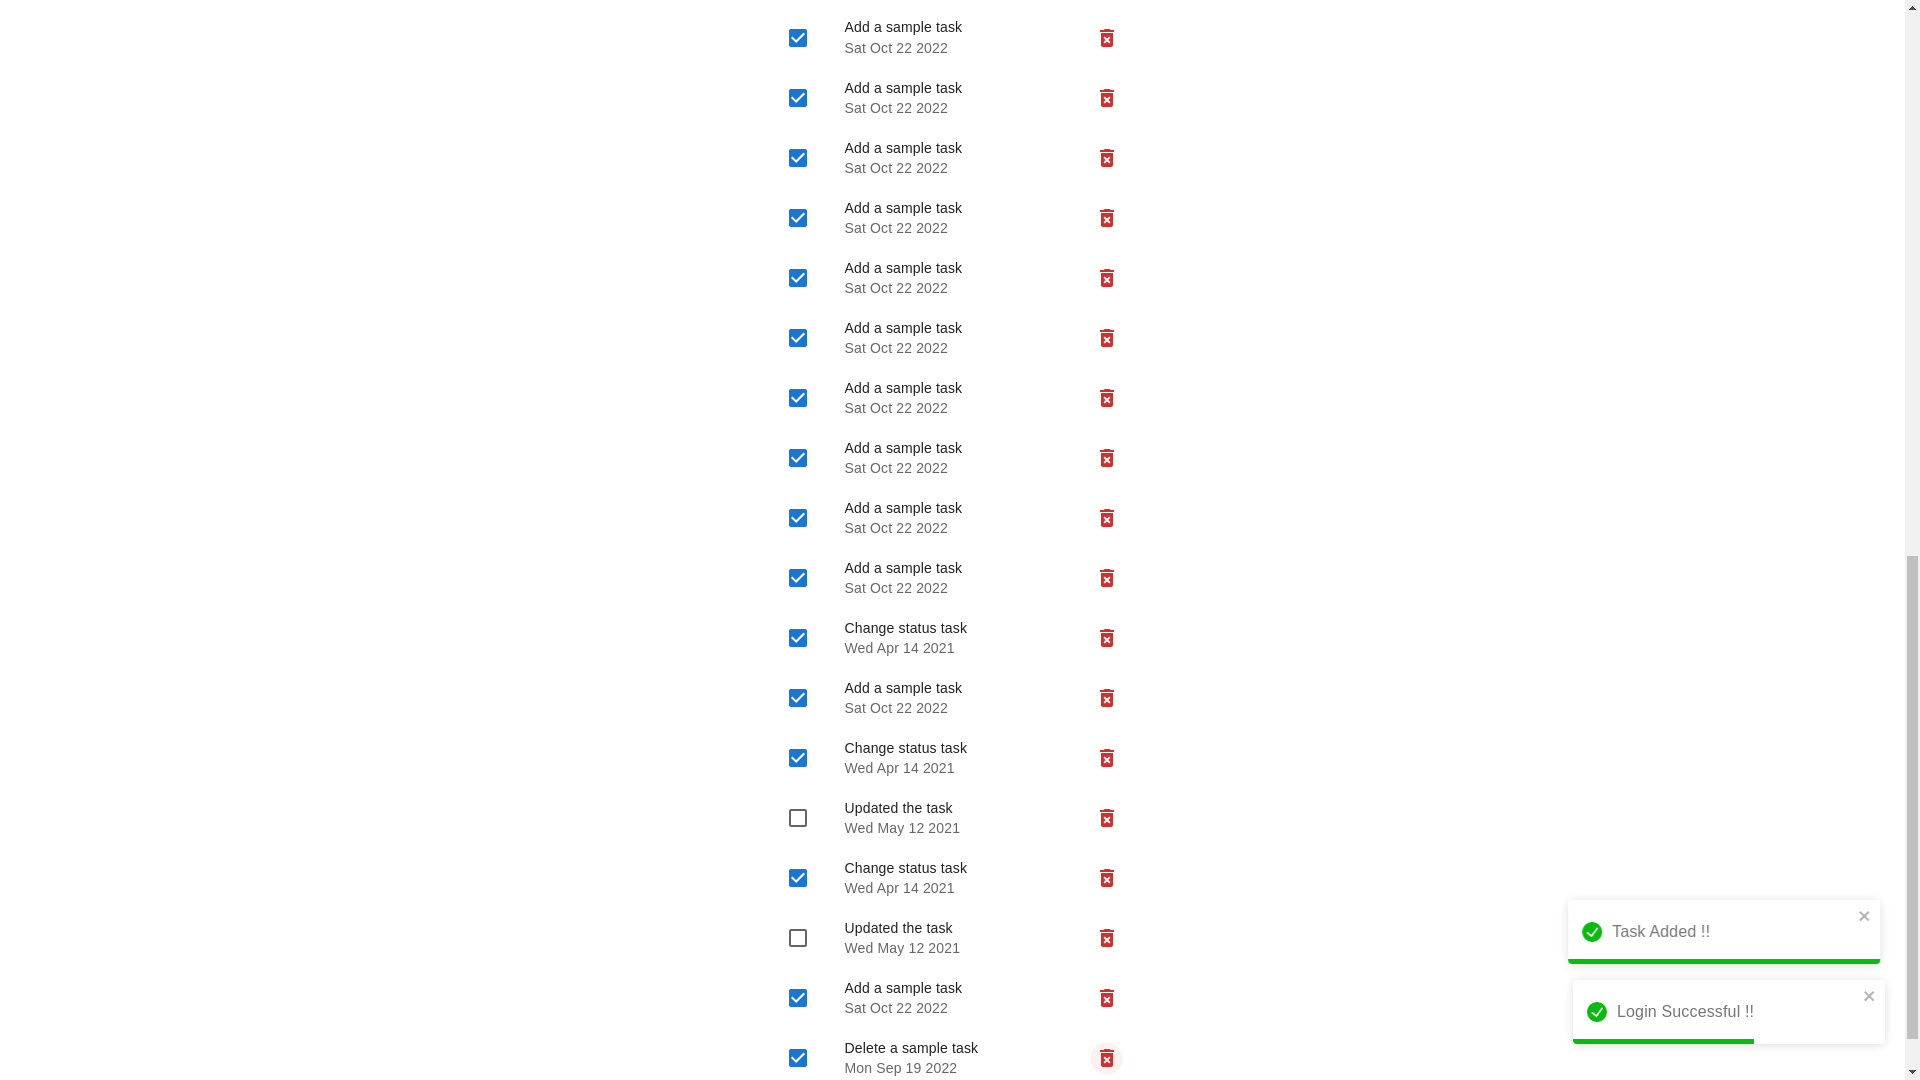 Add a sample task
Sat Oct 22 2022
Add a sample task
Sat Oct 22 2022
Add a sample task
Sat Oct 22 2022
Add a sample task
Sat Oct 22 2022
Add a sample task
Sat Oct 22 2022
Add a sample task
Sat Oct 22 2022
Add a sample task
Sat Oct 22 2022
Add a sample task
Sat Oct 22 2022
Add a sample task
Sat Oct 22 2022
Add a sample task
Sat Oct 22 2022
Change status task
Wed Apr 14 2021
Add a sample task
Sat Oct 22 2022
Change status task
Wed Apr 14 2021
Updated the task
Wed May 12 2021
Change status task
Wed Apr 14 2021
Updated the task
Wed May 12 2021
Add a sample task
Sat Oct 22 2022
Delete a sample task
Mon Sep 19 2022
Task Added !!
Login Successful !!